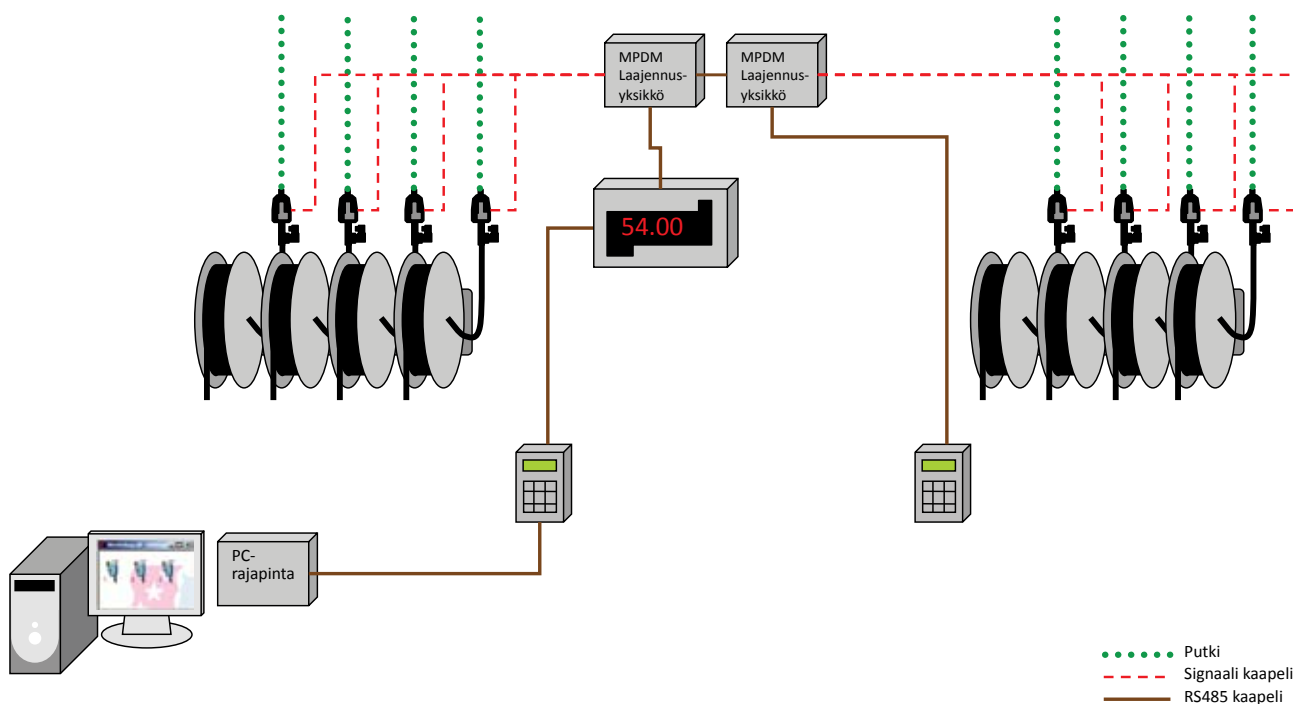 MPDM
Laajennus-
yksikkö
MPDM
Laajennus-
yksikkö
54.00
PC-
rajapinta
Putki
Signaali kaapeli
RS485 kaapeli